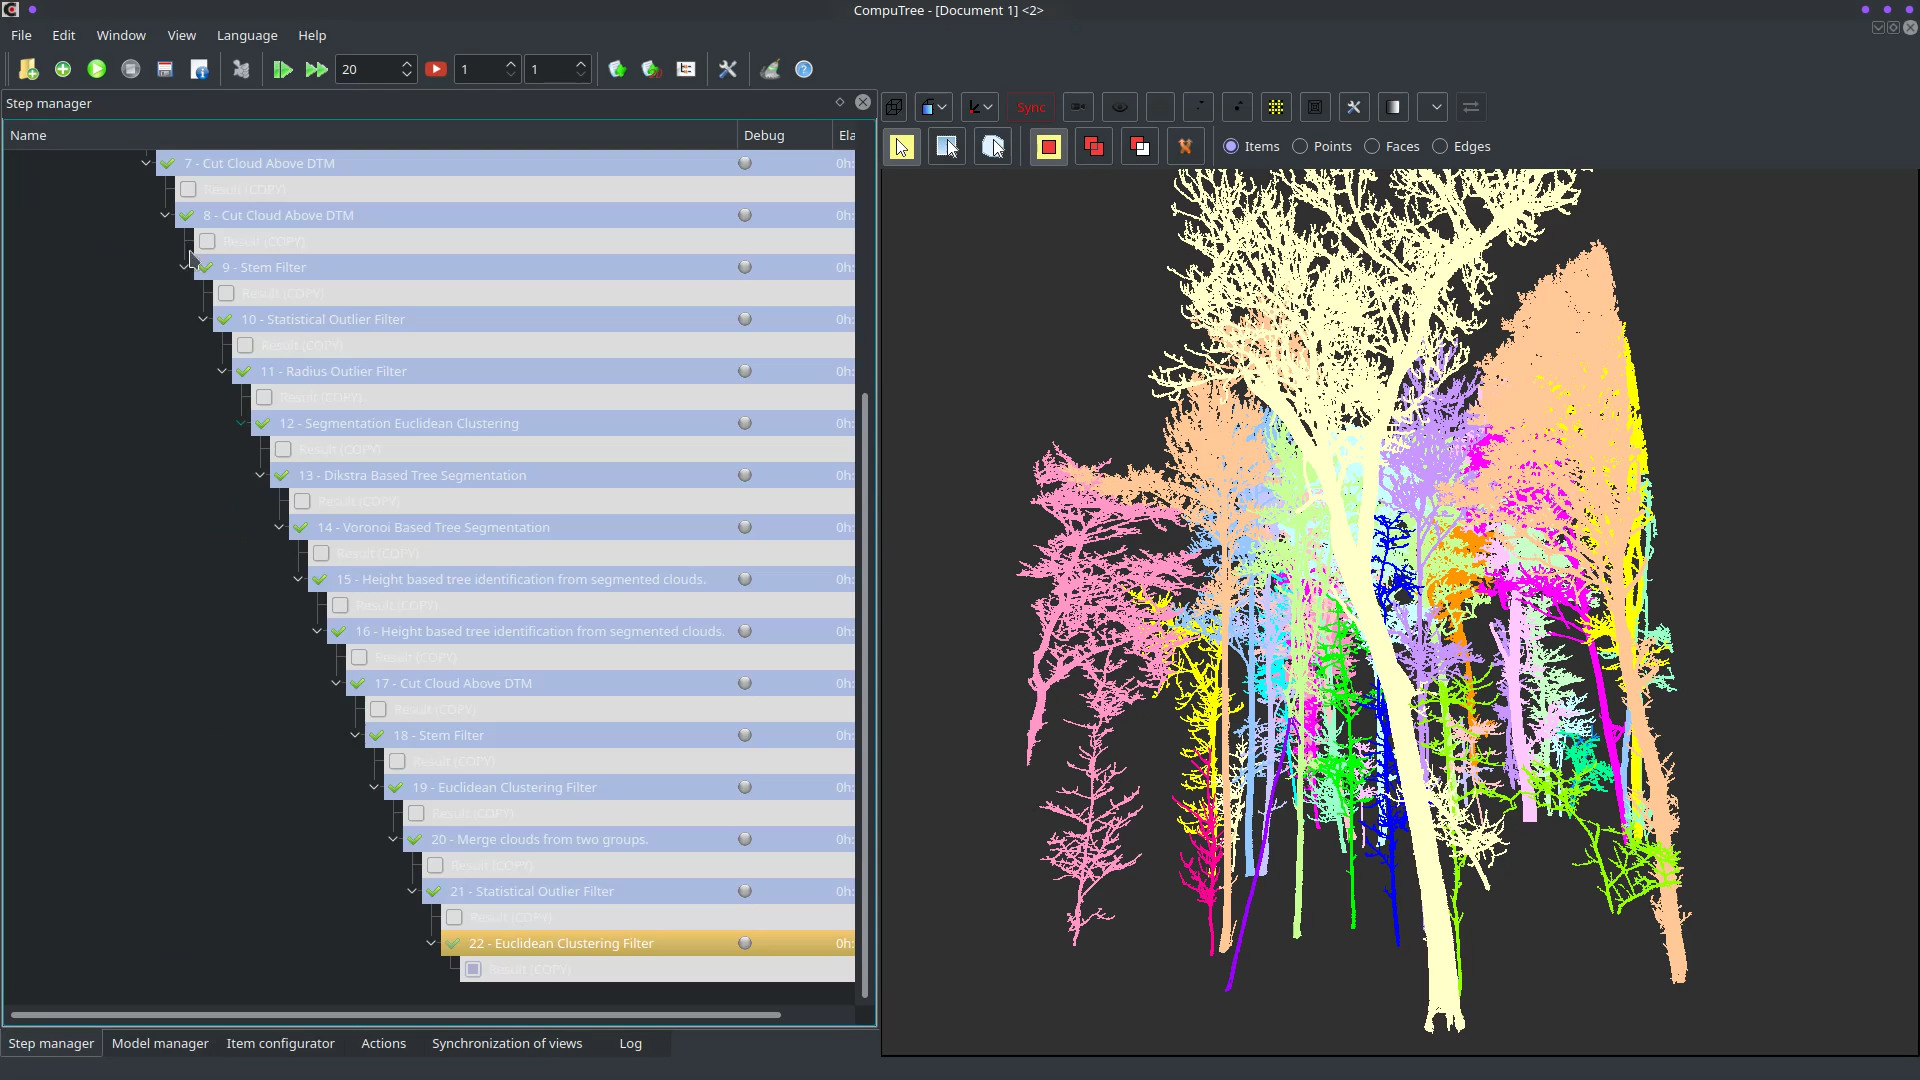 CompuTree - [Document 1] <2>
File Edit Window View Language Help
20 1 1
Step manager
Sync
Name Debug Ela
Items Points Faces Edges
7 - Cut Cloud Above DTM 0h:
Result (COPY)
8 - Cut Cloud Above DTM 0h:
Result (COPY)
9 - Stem Filter 0h:
Result (COPY)
10 - Statistical Outlier Filter 0h:
Result (COPY)
11 - Radius Outlier Filter 0h:
Result (COPY)
12 - Segmentation Euclidean Clustering 0h:
Result (COPY)
13 - Dikstra Based Tree Segmentation 0h:
Result (COPY)
14 - Voronoi Based Tree Segmentation 0h:
Result (COPY)
15 - Height based tree identification from segmented clouds. 0h:
Result (COPY)
16 - Height based tree identification from segmented clouds. 0h:
Result (COPY)
17 - Cut Cloud Above DTM 0h:
Result (COPY)
18 - Stem Filter 0h:
Result (COPY)
19 - Euclidean Clustering Filter 0h:
Result (COPY)
20 - Merge clouds from two groups. 0h:
Result (COPY)
21 - Statistical Outlier Filter 0h:
Result (COPY)
22 - Euclidean Clustering Filter 0h:
Result (COPY)
Step manager Model manager Item configurator Actions Synchronization of views Log